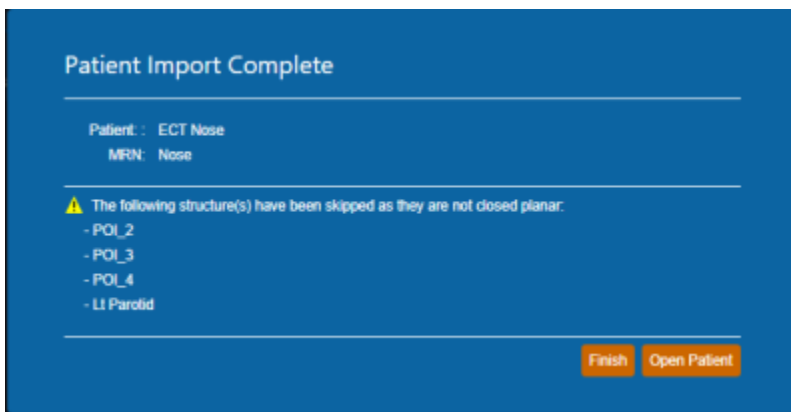 Patient Import Complete
Patient: : ECT Nose
MRN: Nose
The following structure(s) have been skipped as they are not closed planar:
- POI_2
- POI_3
- POI_4
- Lt Parotid
Finish Open Patient